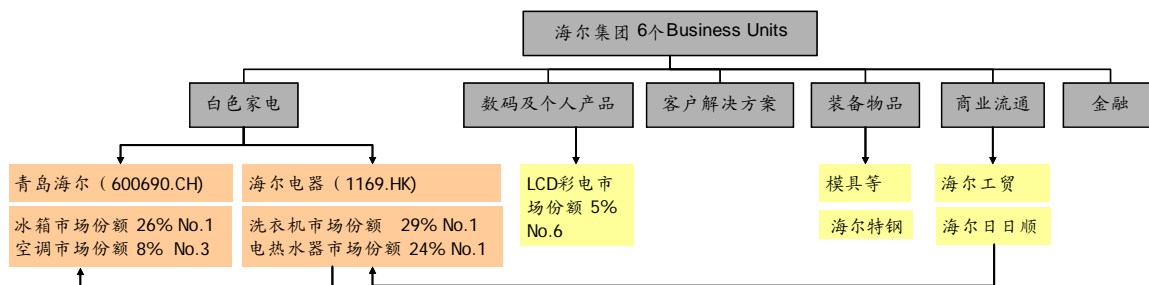 海尔集团 6个Business Units
白色家电
数码及个人产品
客户解决方案
装备物品
商业流通
金融
青岛海尔（600690.CH)
冰箱市场份额 26% No.1
空调市场份额 8% No.3
海尔电器（1169.HK)
洗衣机市场份额 29% No.1
电热水器市场份额 24% No.1
LCD彩电市
场份额 5%
No.6
模具等
海尔特钢
海尔工贸
海尔日日顺